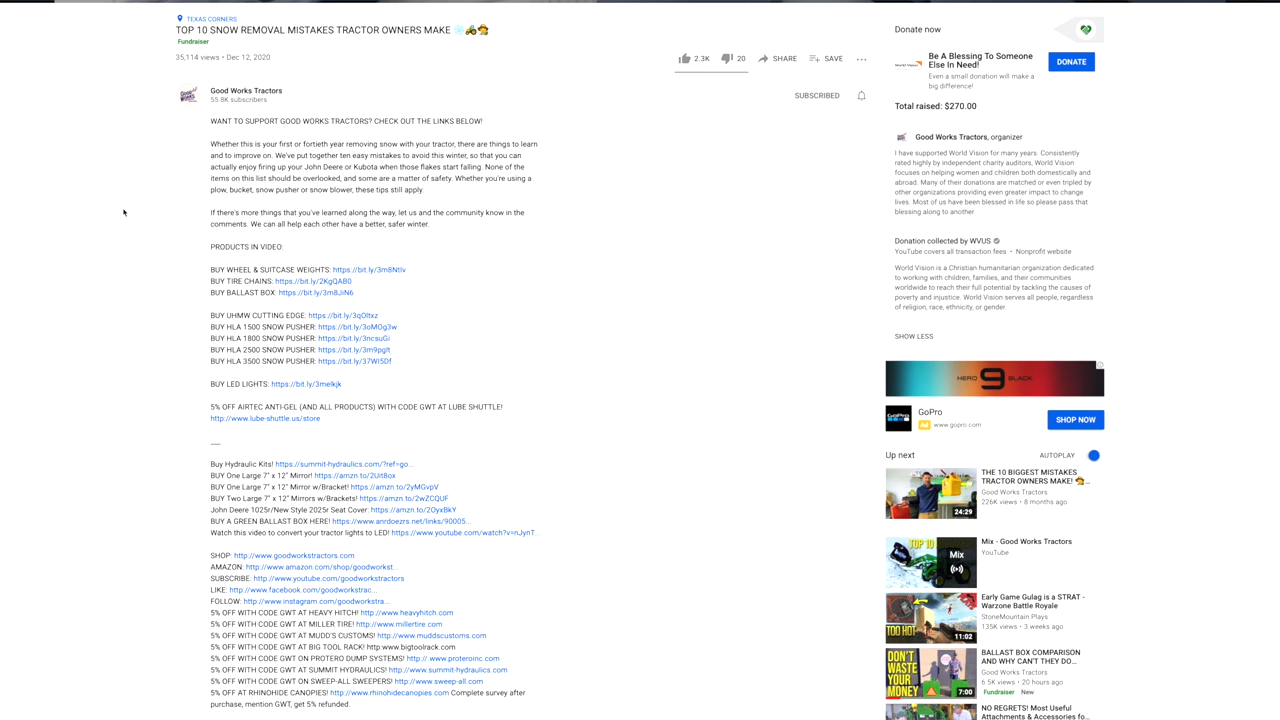 TEXAS CORNERS
TOP 10 SNOW REMOVAL MISTAKES TRACTOR OWNERS MAKE ❄️🚜👨‍🌾
Fundraiser
35,114 views • Dec 12, 2020
2.3K
20
SHARE
SAVE
Good Works Tractors
55.8K subscribers
SUBSCRIBED
WANT TO SUPPORT GOOD WORKS TRACTORS? CHECK OUT THE LINKS BELOW!
Whether this is your first or fortieth year removing snow with your tractor, there are things to learn
and to improve on. We've put together ten easy mistakes to avoid this winter, so that you can
actually enjoy firing up your John Deere or Kubota when those flakes start falling. None of the
items on this list should be overlooked, and some are a matter of safety. Whether you're using a
plow, bucket, snow pusher or snow blower, these tips still apply.
If there's more things that you've learned along the way, let us and the community know in the
comments. We can all help each other have a better, safer winter.
PRODUCTS IN VIDEO:
BUY WHEEL & SUITCASE WEIGHTS: https://bit.ly/3m8NtIv
BUY TIRE CHAINS: https://bit.ly/2KgQAB0
BUY BALLAST BOX: https://bit.ly/3m8JiN6
BUY UHMW CUTTING EDGE: https://bit.ly/3qOltxz
BUY HLA 1500 SNOW PUSHER: https://bit.ly/3oMOg3w
BUY HLA 1800 SNOW PUSHER: https://bit.ly/3ncsuGi
BUY HLA 2500 SNOW PUSHER: https://bit.ly/3m9pglt
BUY HLA 3500 SNOW PUSHER: https://bit.ly/37WI5Df
BUY LED LIGHTS: https://bit.ly/3melkjk
5% OFF AIRTEC ANTI-GEL (AND ALL PRODUCTS) WITH CODE GWT AT LUBE SHUTTLE!
http://www.lube-shuttle.us/store
___
Buy Hydraulic Kits! https://summit-hydraulics.com/?ref=go...
BUY One Large 7" x 12" Mirror! https://amzn.to/2Uit8ox
BUY One Large 7" x 12" Mirror w/Bracket! https://amzn.to/2yMGvpV
BUY Two Large 7" x 12" Mirrors w/Brackets! https://amzn.to/2wZCQUF
John Deere 1025r/New Style 2025r Seat Cover: https://amzn.to/2OyxBkY
BUY A GREEN BALLAST BOX HERE! https://www.anrdoezrs.net/links/90005...
Watch this video to convert your tractor lights to LED! https://www.youtube.com/watch?v=nJynT...
SHOP: http://www.goodworkstractors.com
AMAZON: http://www.amazon.com/shop/goodworkst...
SUBSCRIBE: http://www.youtube.com/goodworkstractors
LIKE: http://www.facebook.com/goodworkstrac...
FOLLOW: http://www.instagram.com/goodworkstra...
5% OFF WITH CODE GWT AT HEAVY HITCH! http://www.heavyhitch.com
5% OFF WITH CODE GWT AT MILLER TIRE! http://www.millertire.com
5% OFF WITH CODE GWT AT MUDD'S CUSTOMS! http://www.muddscustoms.com
5% OFF WITH CODE GWT AT BIG TOOL RACK! http:www.bigtoolrack.com
5% OFF WITH CODE GWT ON PROTERO DUMP SYSTEMS! http://.www.proteroinc.com
5% OFF WITH CODE GWT AT SUMMIT HYDRAULICS! http://www.summit-hydraulics.com
5% OFF WITH CODE GWT ON SWEEP-ALL SWEEPERS! http://www.sweep-all.com
5% OFF AT RHINOHIDE CANOPIES! http://www.rhinohidecanopies.com Complete survey after
purchase, mention GWT, get 5% refunded.
Donate now
World Vision
Be A Blessing To Someone
Else In Need!
Even a small donation will make a
big difference!
DONATE
Total raised: $270.00
Good Works Tractors, organizer
I have supported World Vision for many years. Consistently
rated highly by independent charity auditors, World Vision
focuses on helping women and children both domestically and
abroad. Many of their donations are matched or even tripled by
other organizations providing even greater impact to change
lives. Most of us have been blessed in life so please pass that
blessing along to another.
Donation collected by WVUS
YouTube covers all transaction fees • Nonprofit website
World Vision is a Christian humanitarian organization dedicated
to working with children, families, and their communities
worldwide to reach their full potential by tackling the causes of
poverty and injustice. World Vision serves all people, regardless
of religion, race, ethnicity, or gender.
SHOW LESS
HERO 9 BLACK
GoPro
GoPro
Ad www.gopro.com
SHOP NOW
Up next
AUTOPLAY
THE 10 BIGGEST MISTAKES
TRACTOR OWNERS MAKE! 👨‍🌾...
Good Works Tractors
226K views • 8 months ago
24:29
TOP 10
Mix
Mix - Good Works Tractors
YouTube
Early Game Gulag is a STRAT -
Warzone Battle Royale
StoneMountain Plays
135K views • 3 weeks ago
TOO HOT
11:02
DON'T
WASTE
YOUR
MONEY
7:00
BALLAST BOX COMPARISON
AND WHY CAN'T THEY DO...
Good Works Tractors
6.5K views • 20 hours ago
Fundraiser New
NO REGRETS! Most Useful
Attachments & Accessories fo...